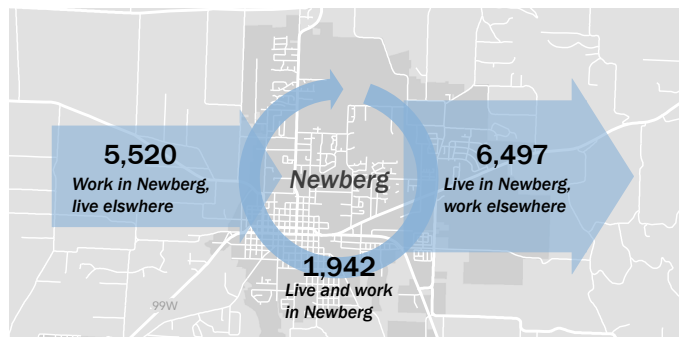 5,520
Work in Newberg,
live elswhere
Newberg
6,497
Live in Newberg,
work elsewhere
1,942
Live and work
in Newberg
99W